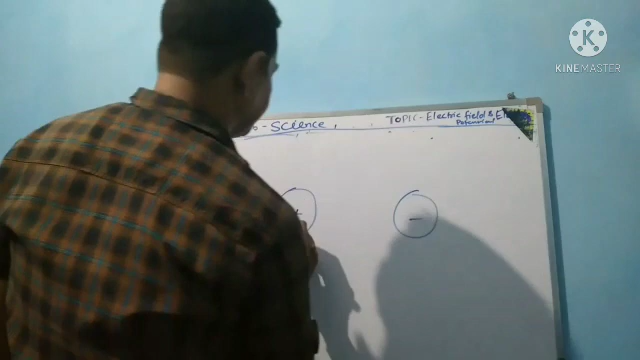 - Science,
TOPIC - Electric field &
Potential
+
-
K
KINEMASTER